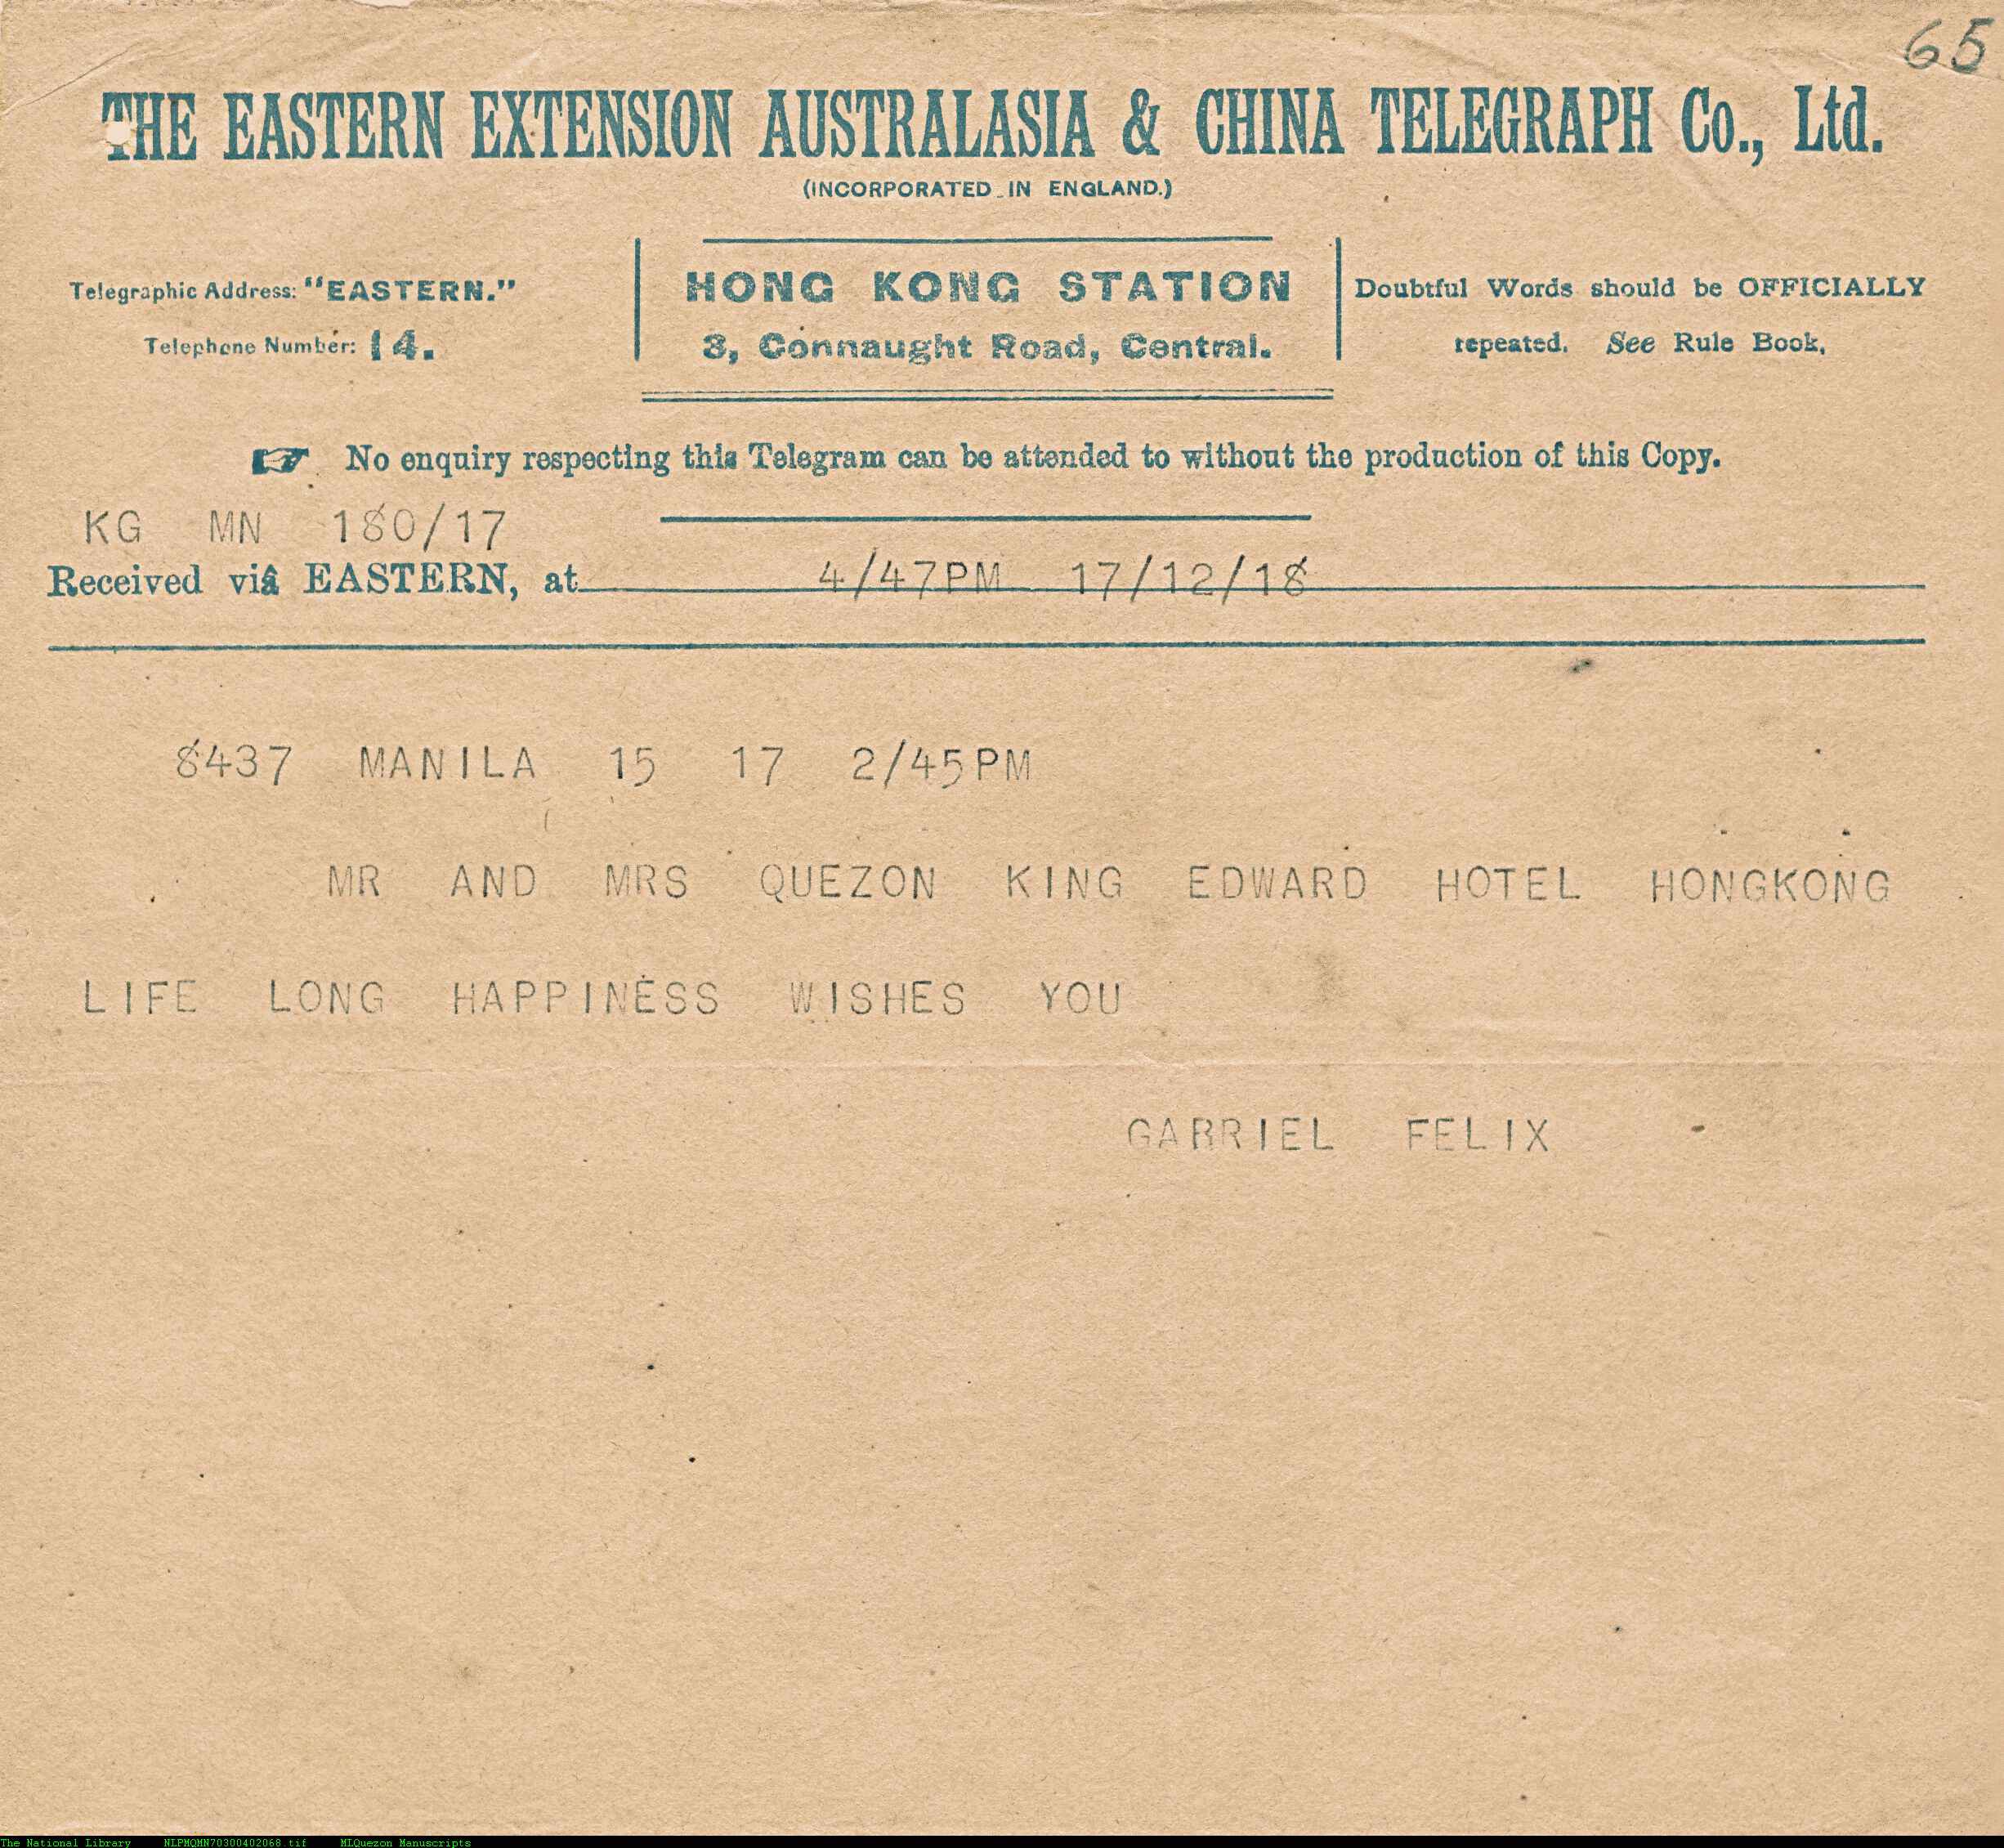 65
THE EASTERN EXTENSION AUSTRALASIA & CHINA TELEGRAPH Co., Ltd.
(INCORPORATED IN ENGLAND.)
Telegraphic Address: "EASTERN."
Telephone Number: 14.
HONG KONG STATION
3, Connaught Road, Central.
Doubtful Words should be OFFICIALLY
repeated. See Rule Book,
☞ No enquiry respecting this Telegram can be attended to without the production of this Copy.
KG MN 180/17
Received viâ EASTERN, at 4/47PM 17/12/18
8437 MANILA 15 17 2/45PM
MR AND MRS QUEZON KING EDWARD HOTEL HONGKONG
LIFE LONG HAPPINESS WISHES YOU
GABRIEL FELIX
The National Library NLPMQMN70300402068.tif MLQuezon Manuscripts